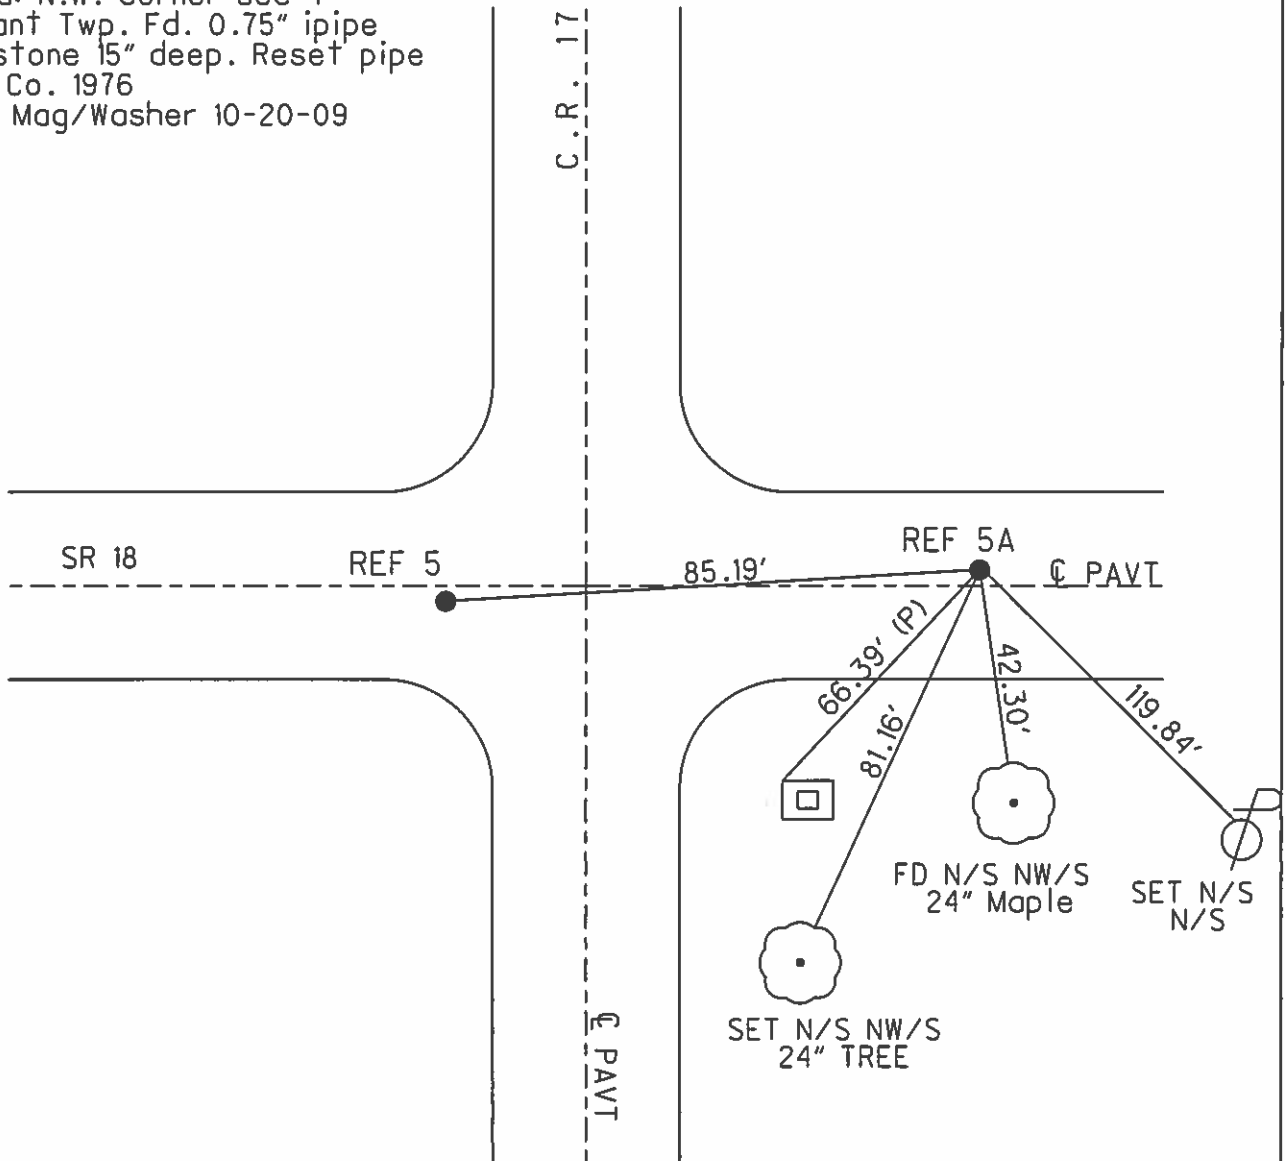 N.W. Corner Sec
ant Twp. Fd. 0.75" ipipe
stone 15" deep. Reset pipe
Co. 1976
Mag/Washer 10-20-09
C.R. 17
SR 18
REF 5
85.19'
REF 5A
℄ PAVT
66.39' (P)
81.16'
42.30'
119.84'
FD N/S NW/S
24" Maple
SET N/S
N/S
SET N/S NW/S
24" TREE
℄ PAVT